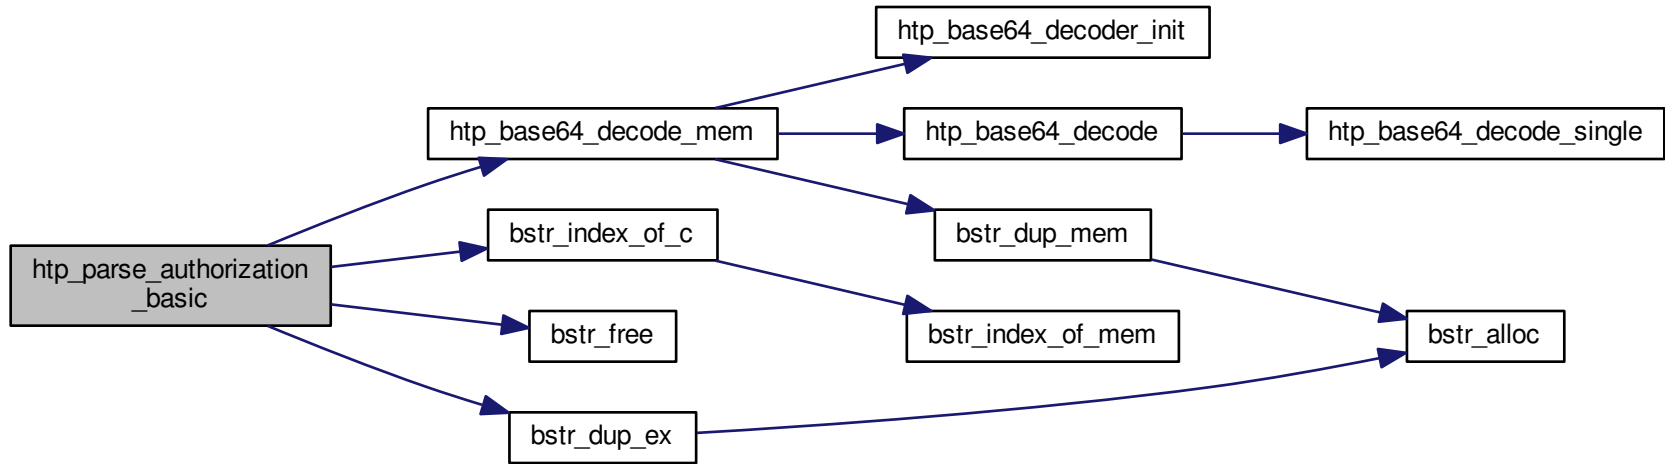 htp_base64_decoder_init
htp_base64_decode_mem
htp_base64_decode
htp_base64_decode_single
bstr_index_of_c
bstr_dup_mem
htp_parse_authorization
_basic
bstr_free
bstr_index_of_mem
bstr_alloc
bstr_dup_ex